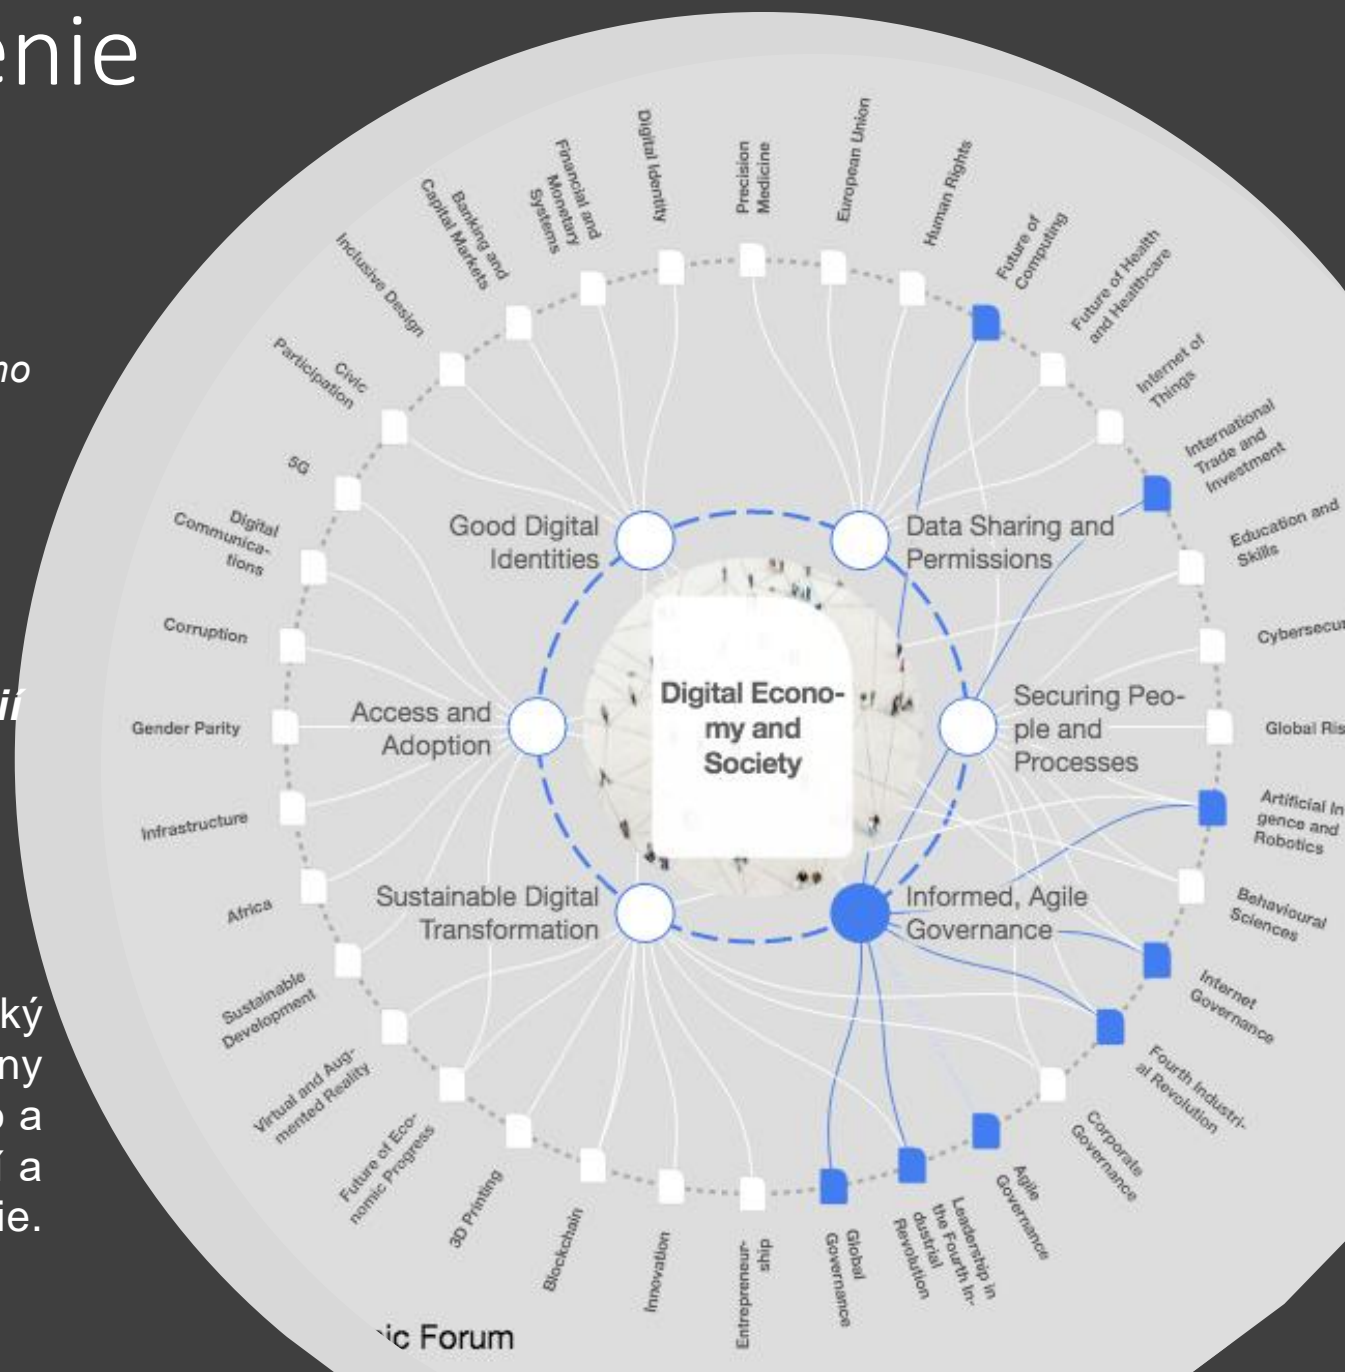 enie
ho
ií
ký
ny
o a
í a
ie.
Digital Identity
Precision
Medicine
European Union
Human Rights
Future of
Computing
Future of Health
and Healthcare
Internet of
Things
International
Trade and
Investment
Education and
Skills
Cybersecur
Global Ris
Artificial In
gence and
Robotics
Behavioural
Sciences
Internet
Governance
Fourth Industri-
al Revolution
Corporate
Governance
Agile
Governance
Leadership in
the Fourth In-
dustrial
Revolution
Global
Governance
Entrepreneur-
ship
Innovation
Blockchain
3D Printing
Future of Eco-
nomic Progress
Virtual and Aug-
mented Reality
Sustainable
Development
Africa
Infrastructure
Gender Parity
Corruption
Digital
Communica-
tions
5G
Civic
Participation
Inclusive Design
Banking and
Capital Markets
Financial and
Monetary
Systems
Good Digital
Identities
Data Sharing and
Permissions
Access and
Adoption
Digital Econo-
my and
Society
Securing Peo-
ple and
Processes
Sustainable Digital
Transformation
Informed, Agile
Governance
ic Forum